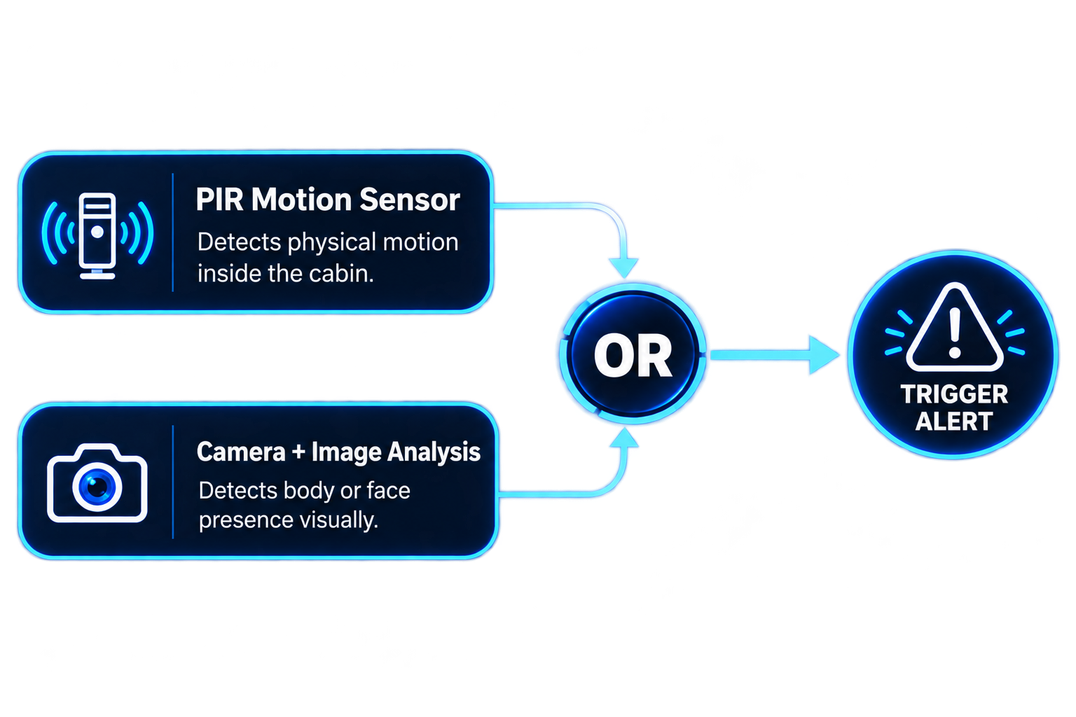 PIR Motion Sensor
Detects physical motion
inside the cabin.
OR
TRIGGER
ALERT
Camera + Image Analysis
Detects body or face
presence visually.